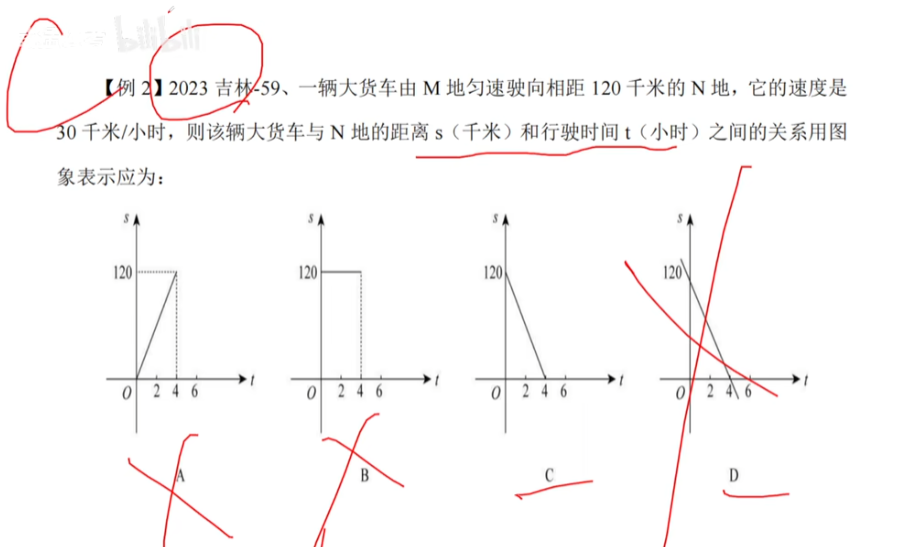 bilibili
【例 2】2023 吉林-59、一辆大货车由 M 地匀速驶向相距 120 千米的 N 地，它的速度是
30 千米/小时，则该辆大货车与 N 地的距离 s（千米）和行驶时间 t（小时）之间的关系用图
象表示应为：
s s s s
120 120 120 120
O 2 4 6 t O 2 4 6 t O 2 4 6 t O 2 4 6 t
A B C D